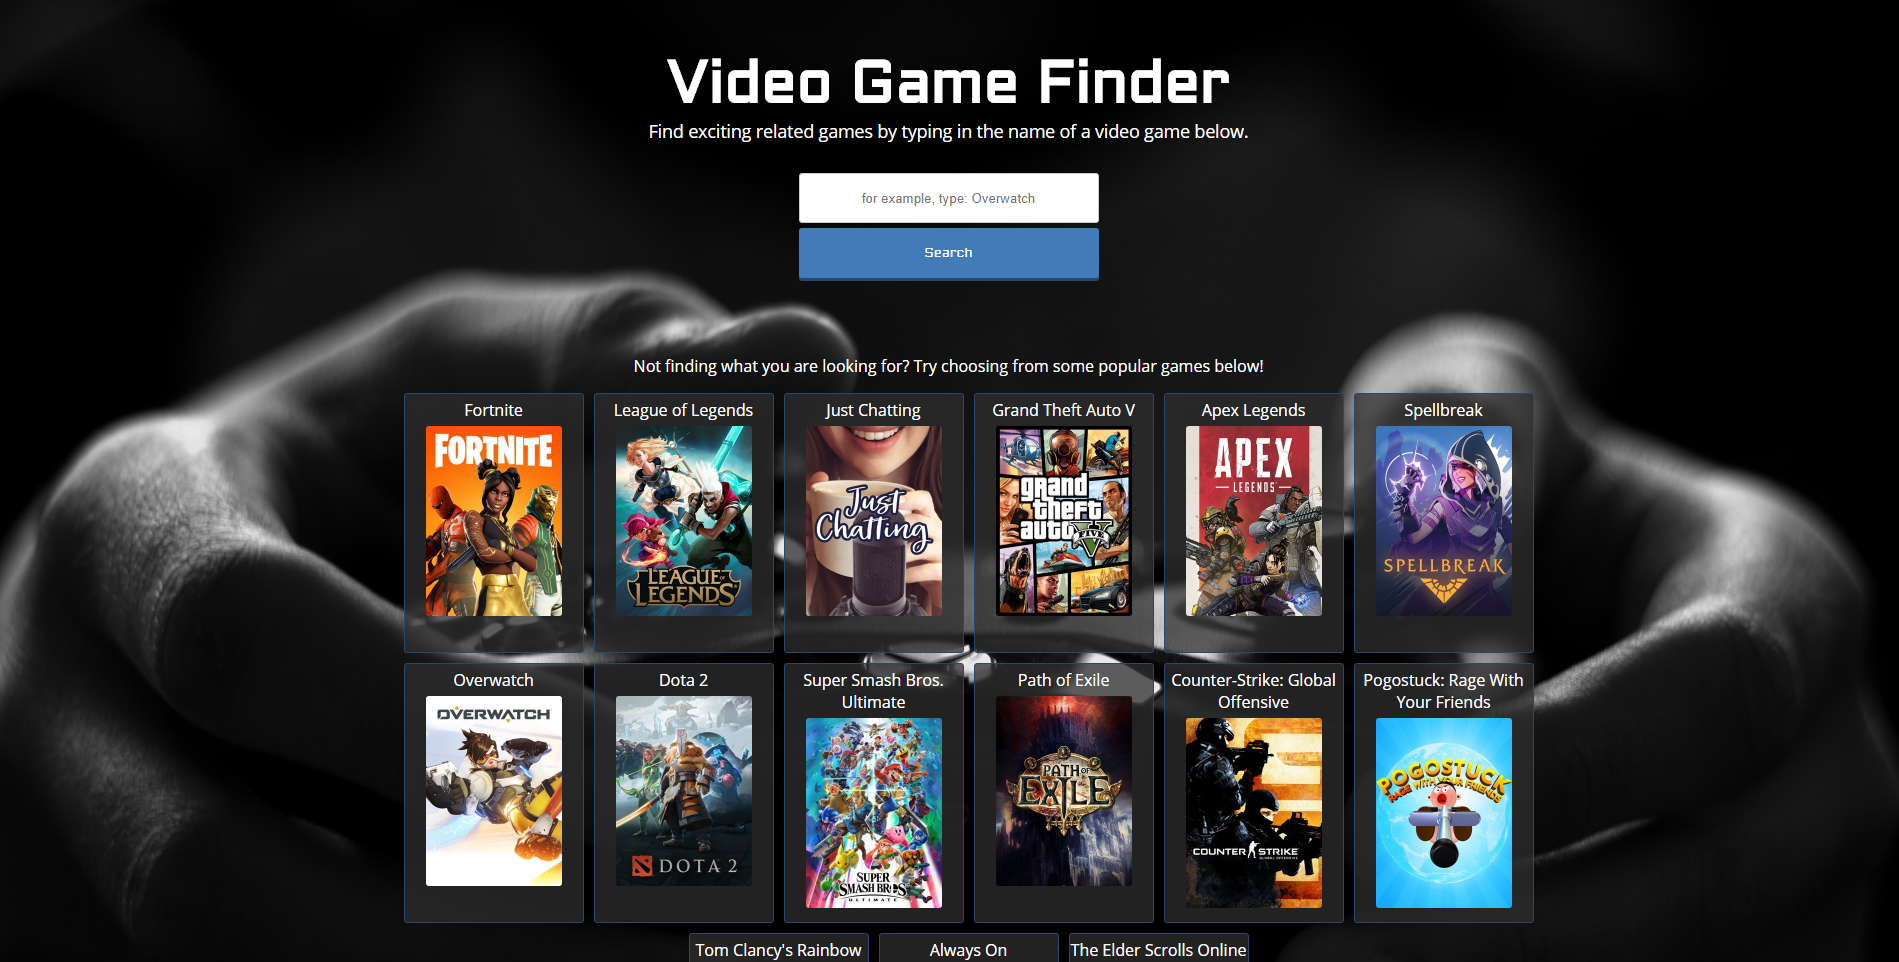 Video Game Finder
Find exciting related games by typing in the name of a video game below.
for example, type: Overwatch
Search
Not finding what you are looking for? Try choosing from some popular games below!
Fortnite
FORTNITE
League of Legends
LEAGUE OF
LEGENDS
Just Chatting
Just
Chatting
Grand Theft Auto V
grand
theft
auto V
FIVE
Apex Legends
APEX
LEGENDS
Spellbreak
SPELLBREAK
Overwatch
OVERWATCH
Dota 2
DOTA 2
Super Smash Bros.
Ultimate
SUPER
SMASH BROS
ULTIMATE
Path of Exile
PATH OF
EXILE
Counter-Strike: Global
Offensive
COUNTER STRIKE
GLOBAL OFFENSIVE
Pogostuck: Rage With
Your Friends
POGOSTUCK
RAGE WITH YOUR FRIENDS
Tom Clancy's Rainbow
Always On
The Elder Scrolls Online